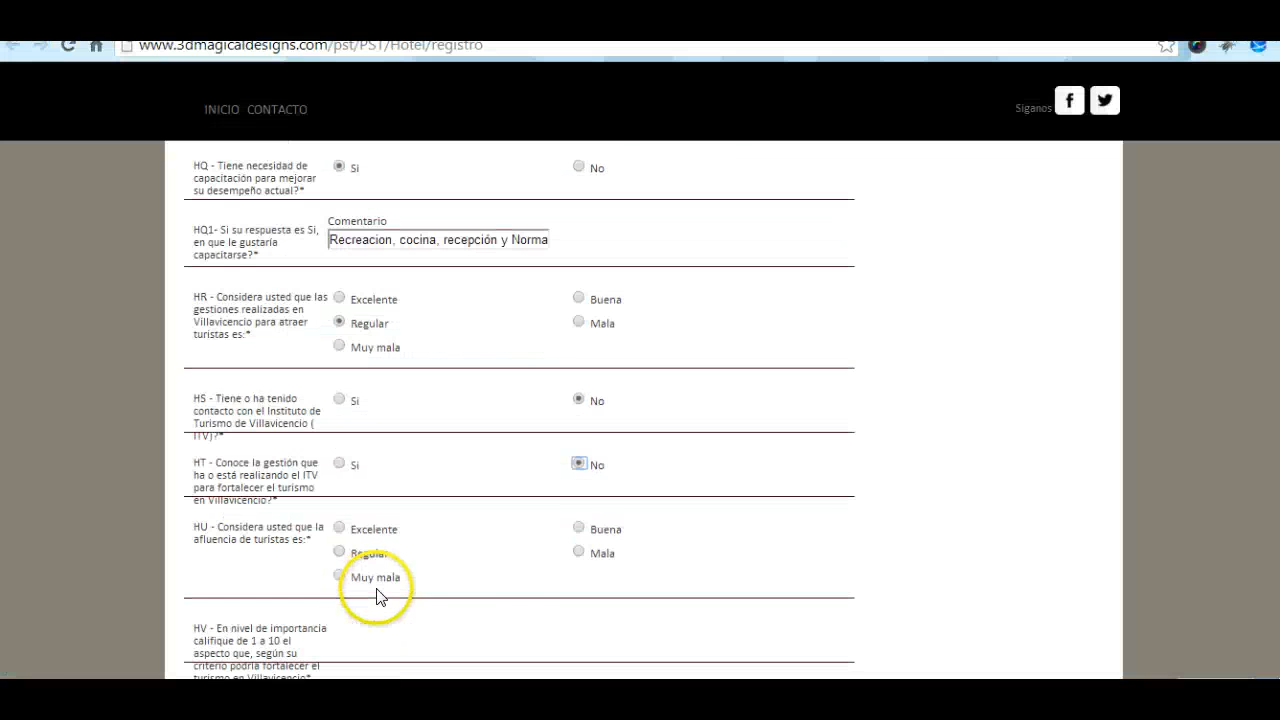 www.3dmagicaldesigns.com/pst/PST/Hotel/registro
INICIO CONTACTO
Siganos
HQ - Tiene necesidad de
capacitación para mejorar
su desempeño actual?*
Si
No
HQ1- Si su respuesta es Si,
en que le gustaría
capacitarse?*
Comentario
Recreacion, cocina, recepción y Norma
HR - Considera usted que las
gestiones realizadas en
Villavicencio para atraer
turistas es:*
Excelente
Buena
Regular
Mala
Muy mala
HS - Tiene o ha tenido
contacto con el Instituto de
Turismo de Villavicencio (
ITV)?*
Si
No
HT - Conoce la gestión que
ha o está realizando el ITV
para fortalecer el turismo
en Villavicencio?*
Si
No
HU - Considera usted que la
afluencia de turistas es:*
Excelente
Buena
Regular
Mala
Muy mala
HV - En nivel de importancia
califique de 1 a 10 el
aspecto que, según su
criterio podría fortalecer el
turismo en Villavicencio*